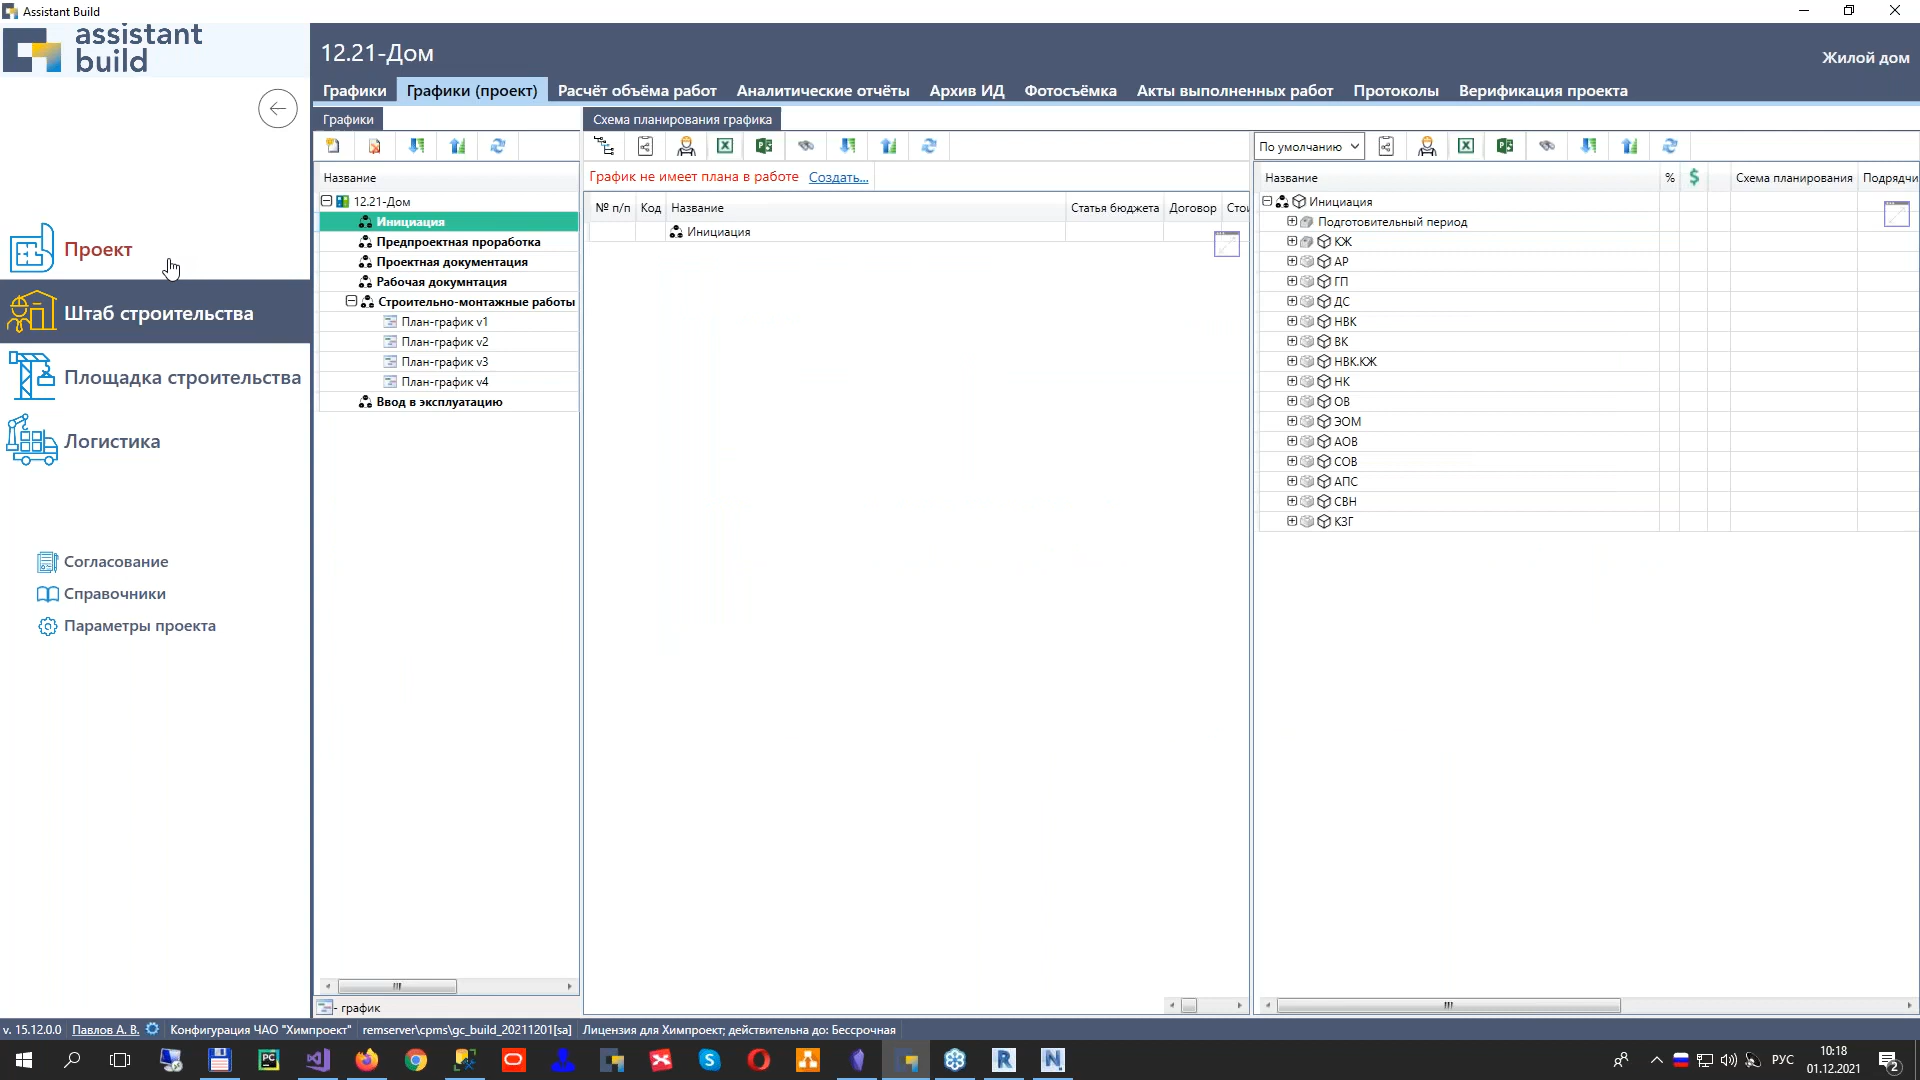 Assistant Build
assistant
build
12.21-Дом
Жилой дом
Графики
Графики (проект)
Расчёт объёма работ
Аналитические отчёты
Архив ИД
Фотосъёмка
Акты выполненных работ
Протоколы
Верификация проекта
Проект
Штаб строительства
Площадка строительства
Логистика
Согласование
Справочники
Параметры проекта
Графики
Название
12.21-Дом
Инициация
Предпроектная проработка
Проектная документация
Рабочая докумнтация
Строительно-монтажные работы
План-график v1
План-график v2
План-график v3
План-график v4
Ввод в эксплуатацию
- график
Схема планирования графика
График не имеет плана в работе Создать...
№ п/п Код Название Статья бюджета Договор Стои
Инициация
По умолчанию
Название % $ Схема планирования Подрядчи
Инициация
Подготовительный период
КЖ
АР
ГП
ДС
НВК
ВК
НВК.КЖ
НК
ОВ
ЭОМ
АОВ
СОВ
АПС
СВН
КЗГ
v. 15.12.0.0 Павлов А. В. Конфигурация ЧАО "Химпроект" remserver\cpms\gc_build_20211201[sa] Лицензия для Химпроект; действительна до: Бессрочная
РУС
10:18
01.12.2021
2